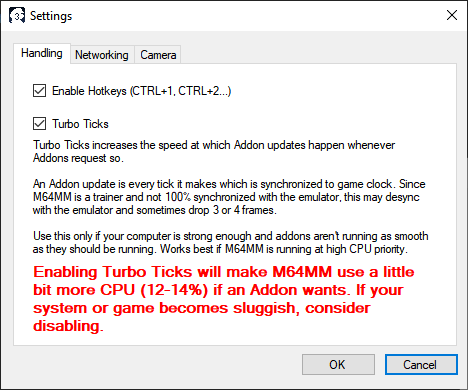 Settings
Handling
Networking
Camera
Enable Hotkeys (CTRL+1, CTRL+2...)
Turbo Ticks
Turbo Ticks increases the speed at which Addon updates happen whenever
Addons request so.
An Addon update is every tick it makes which is synchronized to game clock. Since
M64MM is a trainer and not 100% synchronized with the emulator, this may desync
with the emulator and sometimes drop 3 or 4 frames.
Use this only if your computer is strong enough and addons aren't running as smooth
as they should be running. Works best if M64MM is running at high CPU priority.
Enabling Turbo Ticks will make M64MM use a little
bit more CPU (12-14%) if an Addon wants. If your
system or game becomes sluggish, consider
disabling.
OK
Cancel